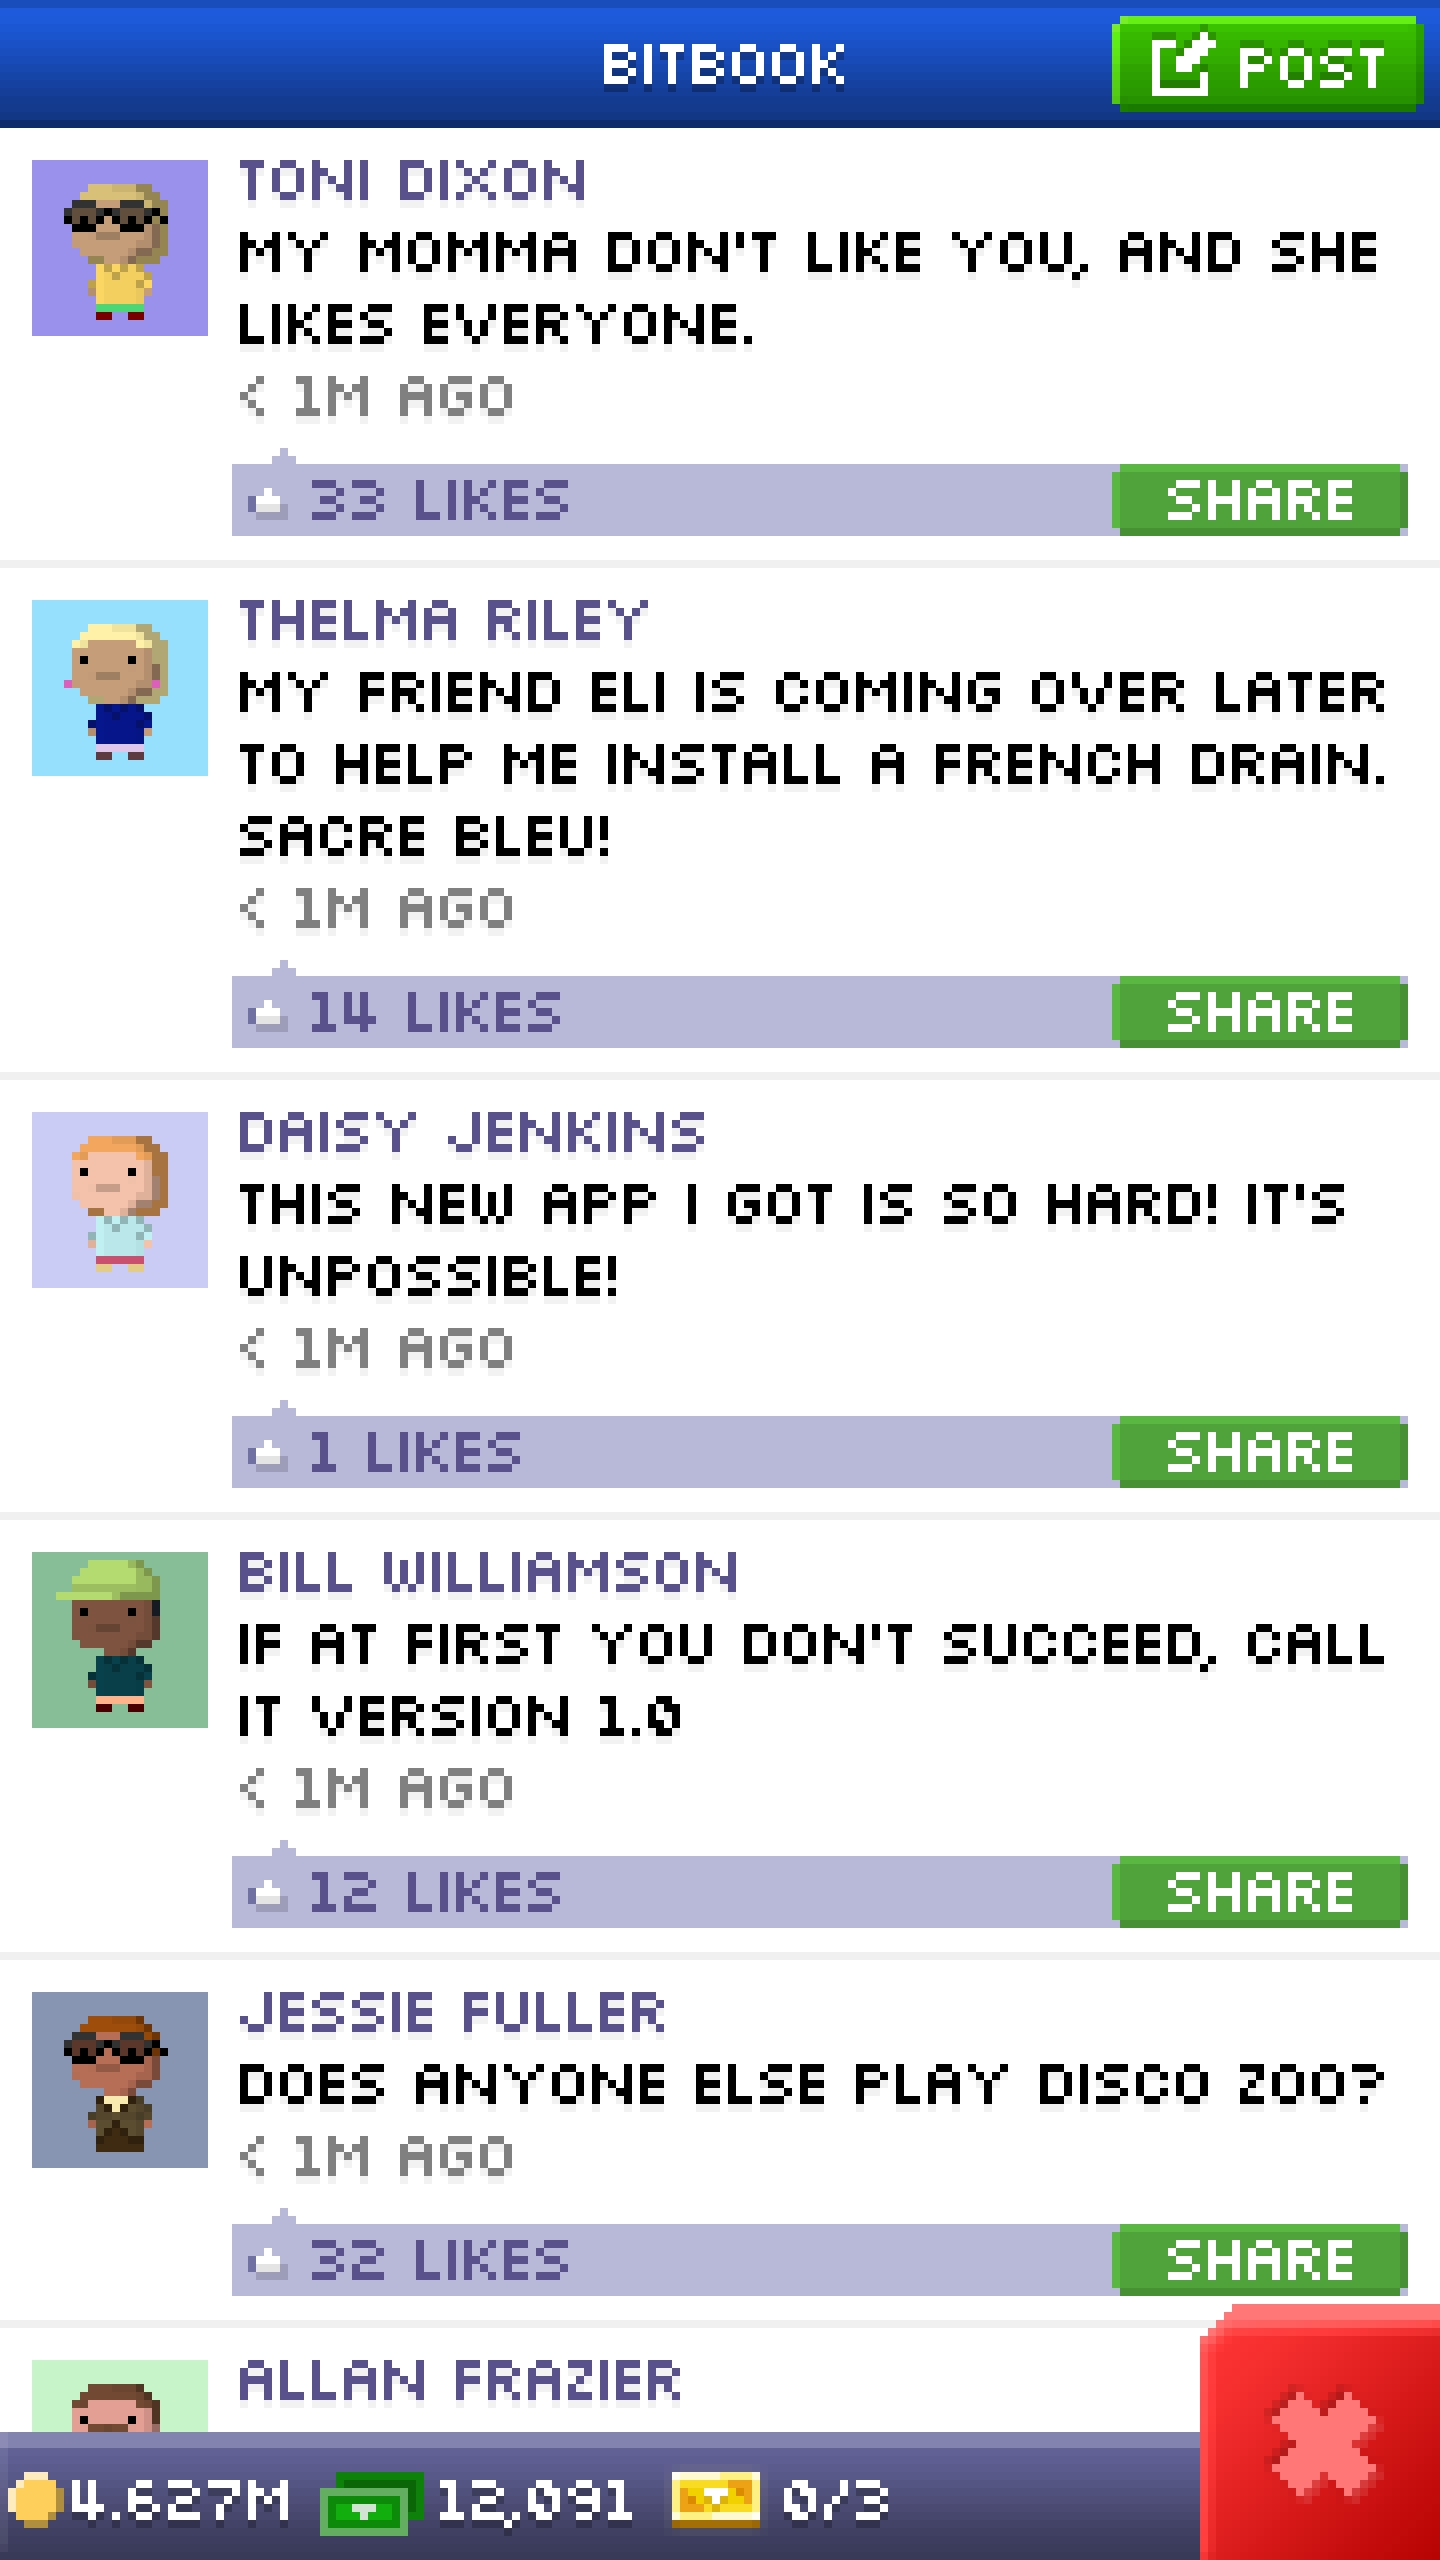 BITBOOK
POST
TONI DIXON
MY MOMMA DON'T LIKE YOU, AND SHE
LIKES EVERYONE.
< 1M AGO
33 LIKES
SHARE
THELMA RILEY
MY FRIEND ELI IS COMING OVER LATER
TO HELP ME INSTALL A FRENCH DRAIN.
SACRE BLEU!
< 1M AGO
14 LIKES
SHARE
DAISY JENKINS
THIS NEW APP I GOT IS SO HARD! IT'S
UNPOSSIBLE!
< 1M AGO
1 LIKES
SHARE
BILL WILLIAMSON
IF AT FIRST YOU DON'T SUCCEED, CALL
IT VERSION 1.0
< 1M AGO
12 LIKES
SHARE
JESSIE FULLER
DOES ANYONE ELSE PLAY DISCO ZOO?
< 1M AGO
32 LIKES
SHARE
ALLAN FRAZIER
4.627M 12,091 0/3